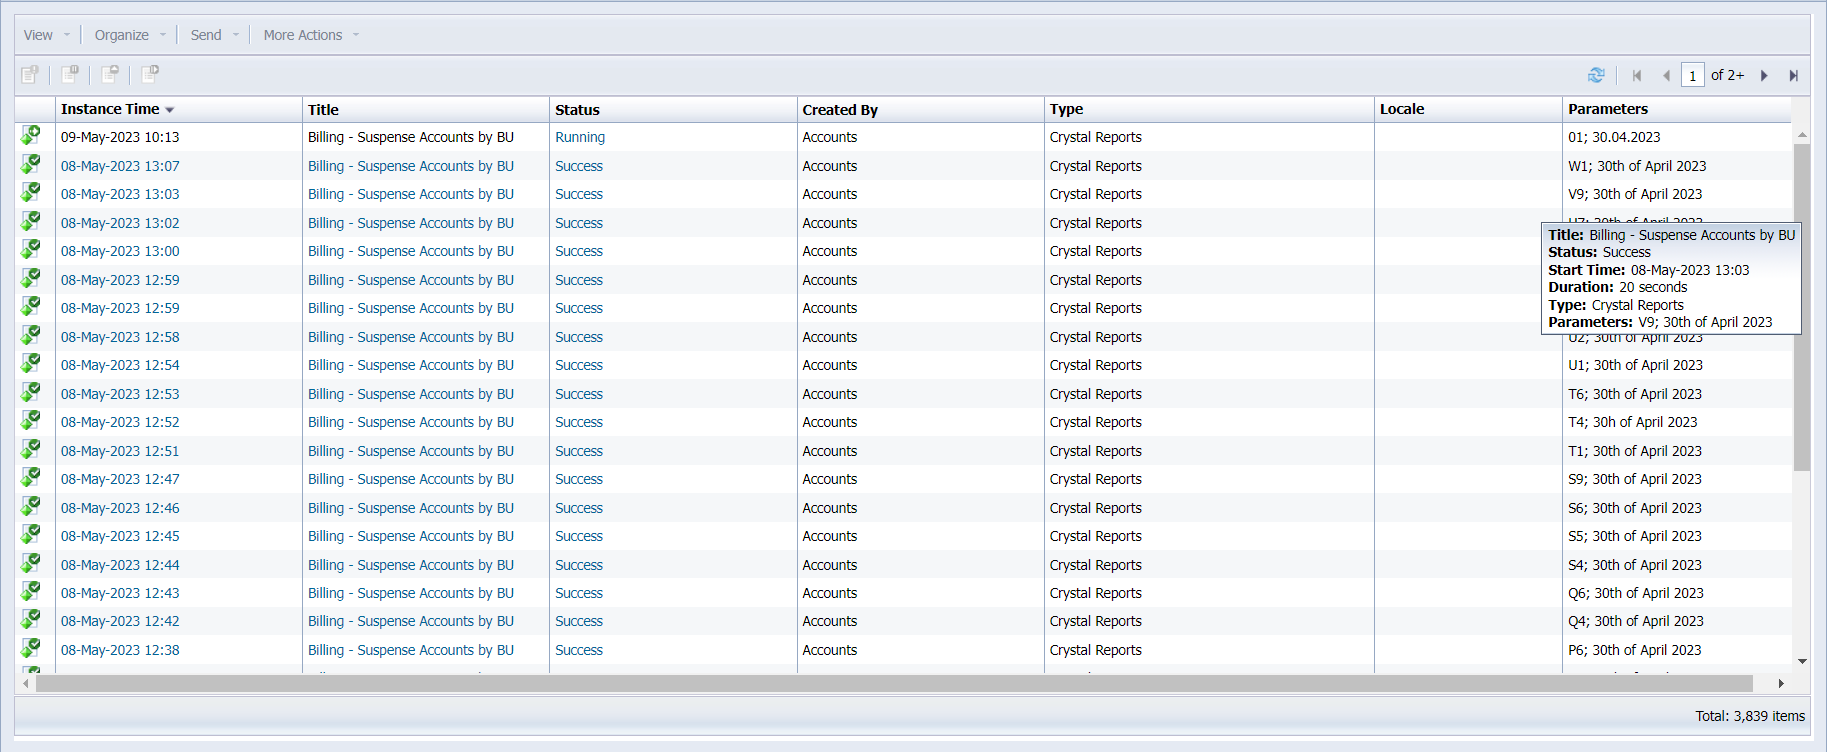 View Organize Send More Actions
1 of 2+
Instance Time Title Status Created By Type Locale Parameters
09-May-2023 10:13 Billing - Suspense Accounts by BU Running Accounts Crystal Reports 01; 30.04.2023
08-May-2023 13:07 Billing - Suspense Accounts by BU Success Accounts Crystal Reports W1; 30th of April 2023
08-May-2023 13:03 Billing - Suspense Accounts by BU Success Accounts Crystal Reports V9; 30th of April 2023
08-May-2023 13:02 Billing - Suspense Accounts by BU Success Accounts Crystal Reports U7; 30th of April 2023
Title: Billing - Suspense Accounts by BU
Status: Success
Start Time: 08-May-2023 13:03
Duration: 20 seconds
Type: Crystal Reports
Parameters: V9; 30th of April 2023
08-May-2023 13:00 Billing - Suspense Accounts by BU Success Accounts Crystal Reports
08-May-2023 12:59 Billing - Suspense Accounts by BU Success Accounts Crystal Reports
08-May-2023 12:59 Billing - Suspense Accounts by BU Success Accounts Crystal Reports
08-May-2023 12:58 Billing - Suspense Accounts by BU Success Accounts Crystal Reports U2; 30th of April 2023
08-May-2023 12:54 Billing - Suspense Accounts by BU Success Accounts Crystal Reports U1; 30th of April 2023
08-May-2023 12:53 Billing - Suspense Accounts by BU Success Accounts Crystal Reports T6; 30th of April 2023
08-May-2023 12:52 Billing - Suspense Accounts by BU Success Accounts Crystal Reports T4; 30h of April 2023
08-May-2023 12:51 Billing - Suspense Accounts by BU Success Accounts Crystal Reports T1; 30th of April 2023
08-May-2023 12:47 Billing - Suspense Accounts by BU Success Accounts Crystal Reports S9; 30th of April 2023
08-May-2023 12:46 Billing - Suspense Accounts by BU Success Accounts Crystal Reports S6; 30th of April 2023
08-May-2023 12:45 Billing - Suspense Accounts by BU Success Accounts Crystal Reports S5; 30th of April 2023
08-May-2023 12:44 Billing - Suspense Accounts by BU Success Accounts Crystal Reports S4; 30th of April 2023
08-May-2023 12:43 Billing - Suspense Accounts by BU Success Accounts Crystal Reports Q6; 30th of April 2023
08-May-2023 12:42 Billing - Suspense Accounts by BU Success Accounts Crystal Reports Q4; 30th of April 2023
08-May-2023 12:38 Billing - Suspense Accounts by BU Success Accounts Crystal Reports P6; 30th of April 2023
Total: 3,839 items